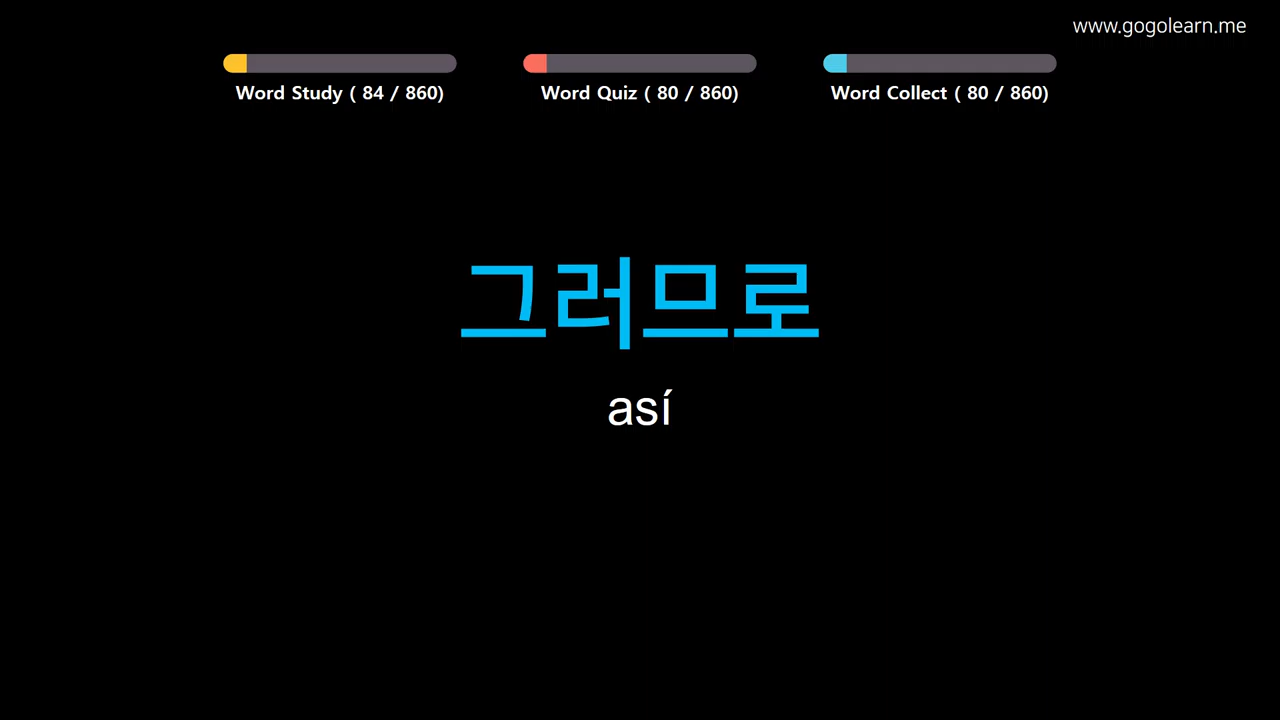 www.gogolearn.me
Word Study ( 84 / 860)
Word Quiz ( 80 / 860)
Word Collect ( 80 / 860)
그러므로
así